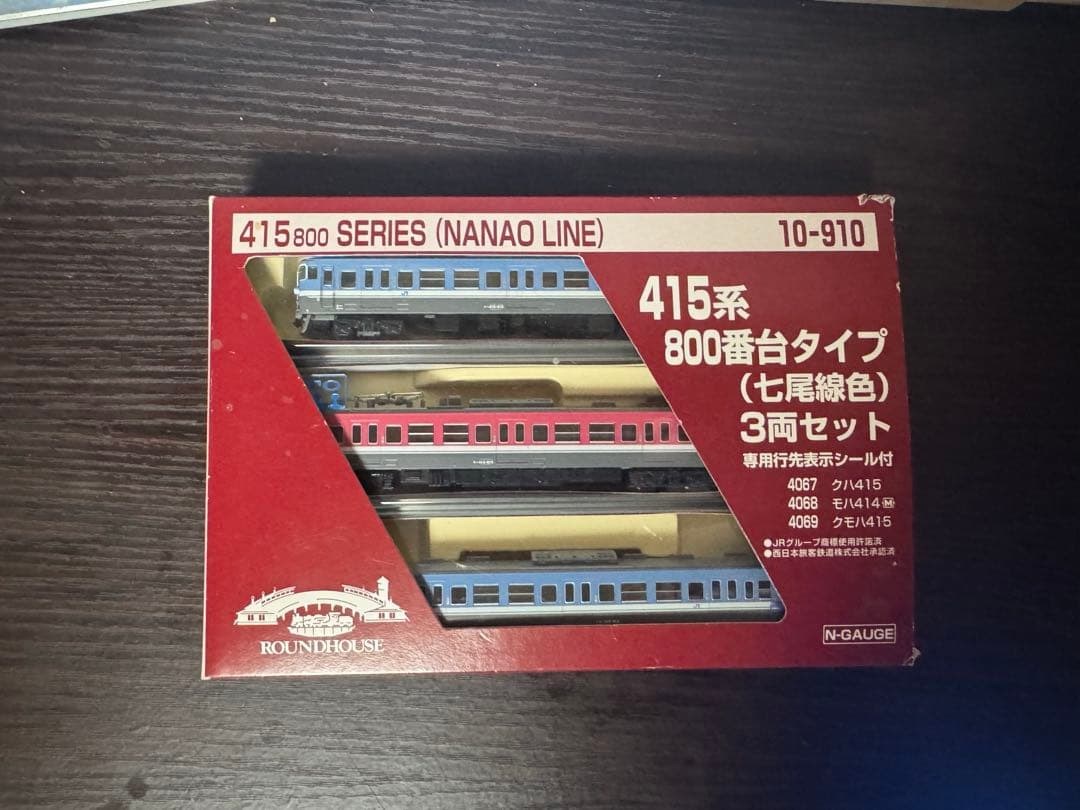 415 800 SERIES (NANAO LINE) 10-910
415系
800番台タイプ
(七尾線色)
3両セット
専用行先表示シール付
4067 クハ415
4068 モハ414 M
4069 クモハ415
●JRグループ商標使用許諾済
●西日本旅客鉄道株式会社承認済
ROUNDHOUSE
N-GAUGE